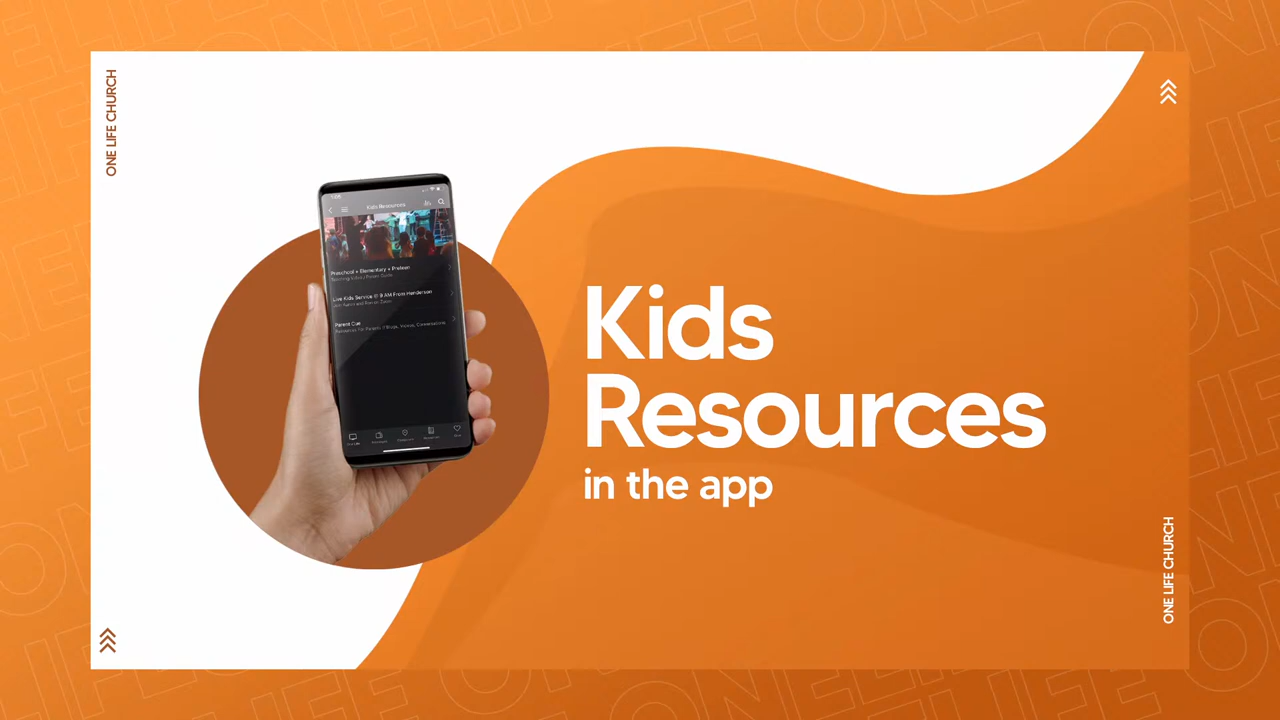 ONE LIFE CHURCH
Kids Resources
Preschool + Elementary + Preteen
Live Kids Service @ 9 AM From Henderson
Parent Cue
Kids
Resources
in the app
ONE LIFE CHURCH